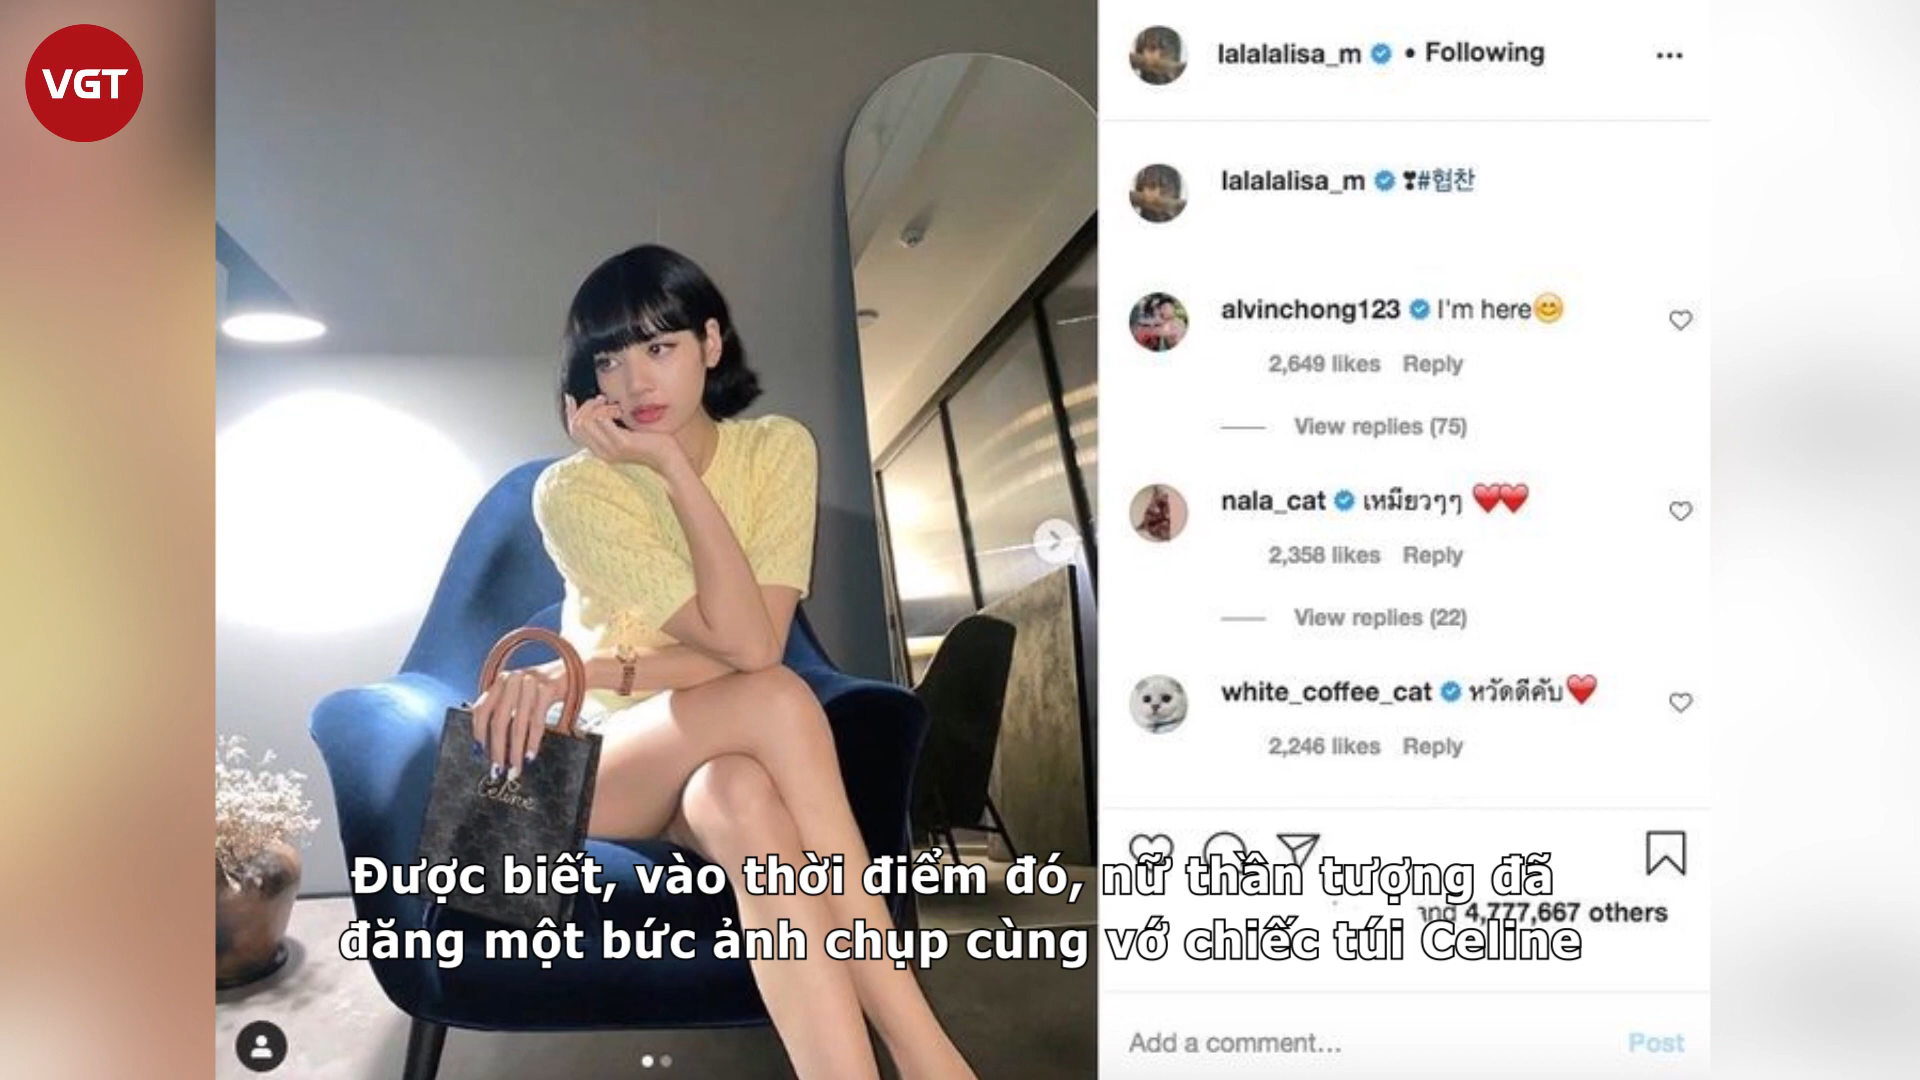 VGT
lalalalisa_m • Following
lalalalisa_m ❣#협찬
alvinchong123 I'm here😊
2,649 likes Reply
View replies (75)
nala_cat เหมียวๆๆ ❤️❤️
2,358 likes Reply
View replies (22)
white_coffee_cat หวัดดีคับ❤️
2,246 likes Reply
Celine
Được biết, vào thời điểm đó, nữ thần tượng đã
and 4,777,667 others
đăng một bức ảnh chụp cùng vớ chiếc túi Celine
Add a comment... Post